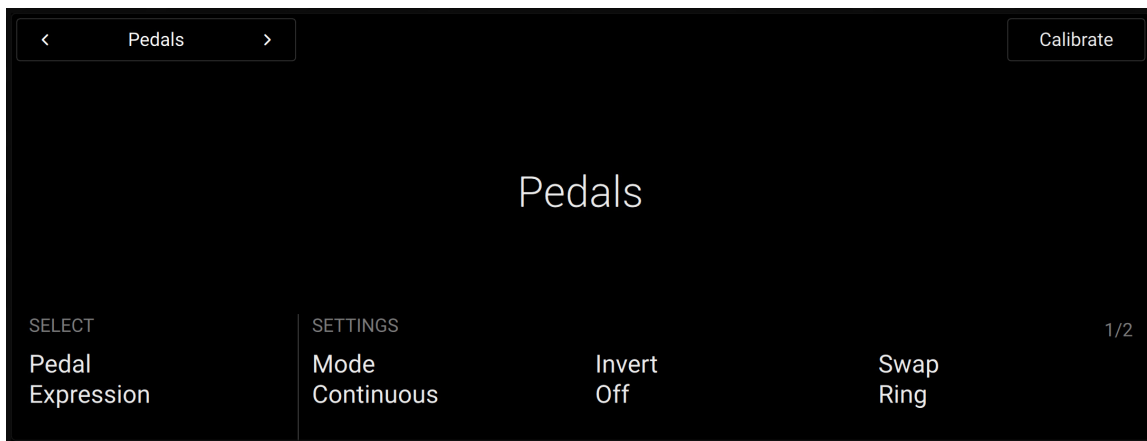 < Pedals >
Calibrate
Pedals
SELECT
SETTINGS
1/2
Pedal
Mode
Invert
Swap
Expression
Continuous
Off
Ring